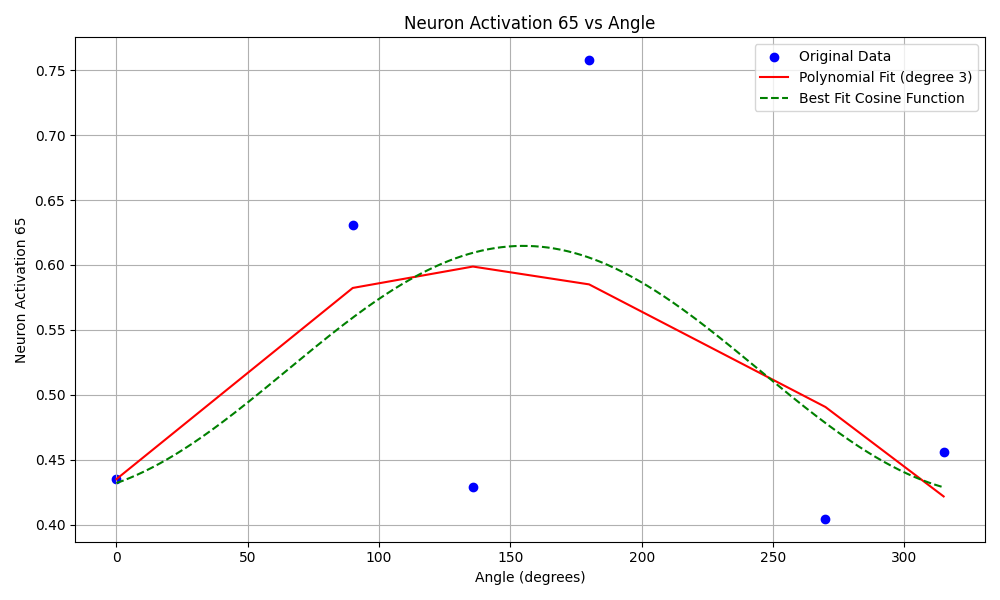 Neuron Activation 65 vs Angle
Original Data
Polynomial Fit (degree 3)
Best Fit Cosine Function
0.75
0.70
0.65
0.60
0.55
0.50
0.45
0.40
Neuron Activation 65
0
50
100
150
200
250
300
Angle (degrees)